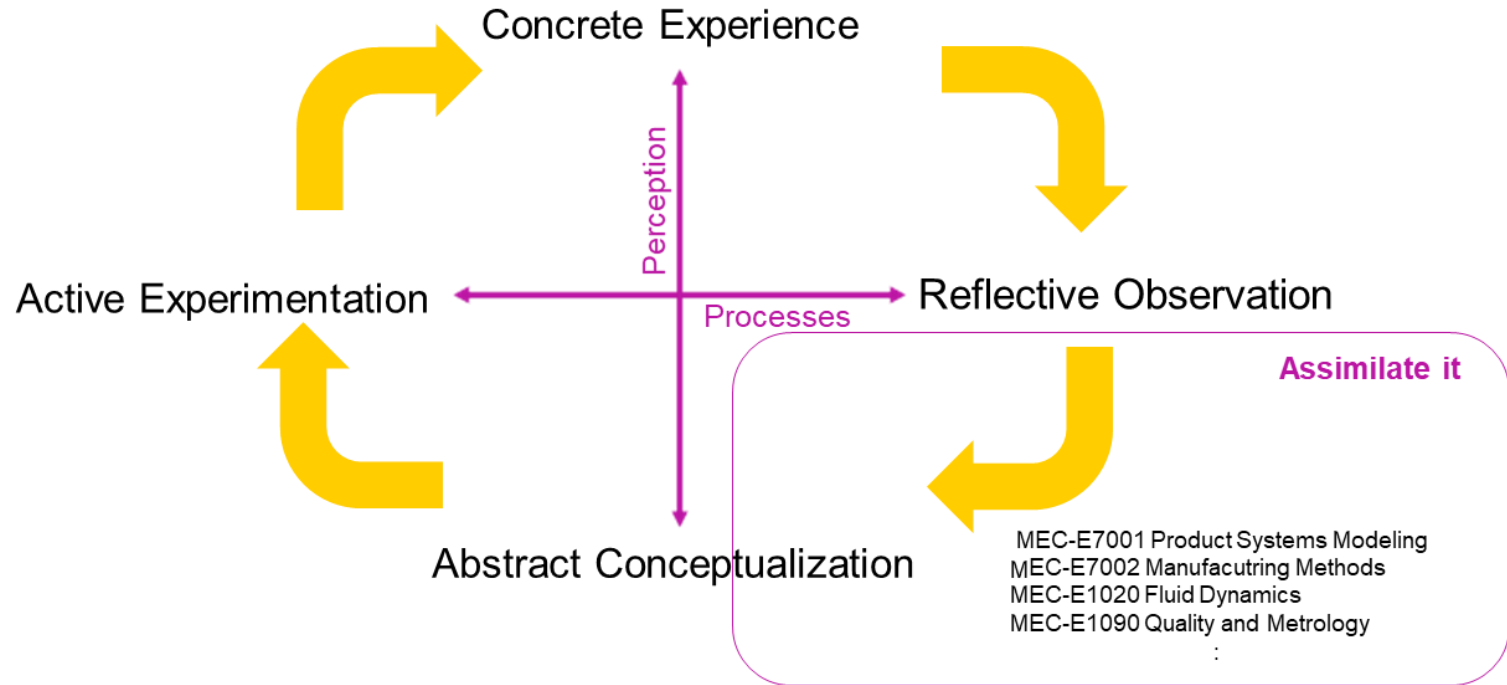 Concrete Experience
Perception
Active Experimentation
Reflective Observation
Processes
Assimilate it
Abstract Conceptualization
MEC-E7001 Product Systems Modeling
MEC-E7002 Manufacutring Methods
MEC-E1020 Fluid Dynamics
MEC-E1090 Quality and Metrology
: